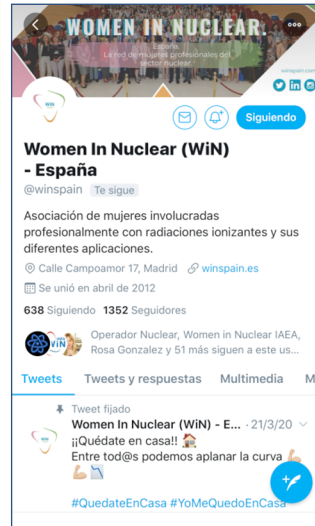 WOMEN IN NUCLEAR.
España.
La red de mujeres profesionales del
sector nuclear.
winspain.com
WiN
Siguiendo
Women In Nuclear (WiN)
- España
@winspain Te sigue
Asociación de mujeres involucradas
profesionalmente con radiaciones ionizantes y sus
diferentes aplicaciones.
Calle Campoamor 17, Madrid winspain.es
Se unió en abril de 2012
638 Siguiendo 1352 Seguidores
WiN
Operador Nuclear, Women in Nuclear IAEA,
Rosa Gonzalez y 51 más siguen a este us...
Tweets Tweets y respuestas Multimedia M
Tweet fijado
Women In Nuclear (WiN) - E... · 21/3/20
¡¡Quédate en casa!! 🏠
Entre tod@s podemos aplanar la curva 💪🏼
💪🏼 📉
#QuedateEnCasa #YoMeQuedoEnCasa